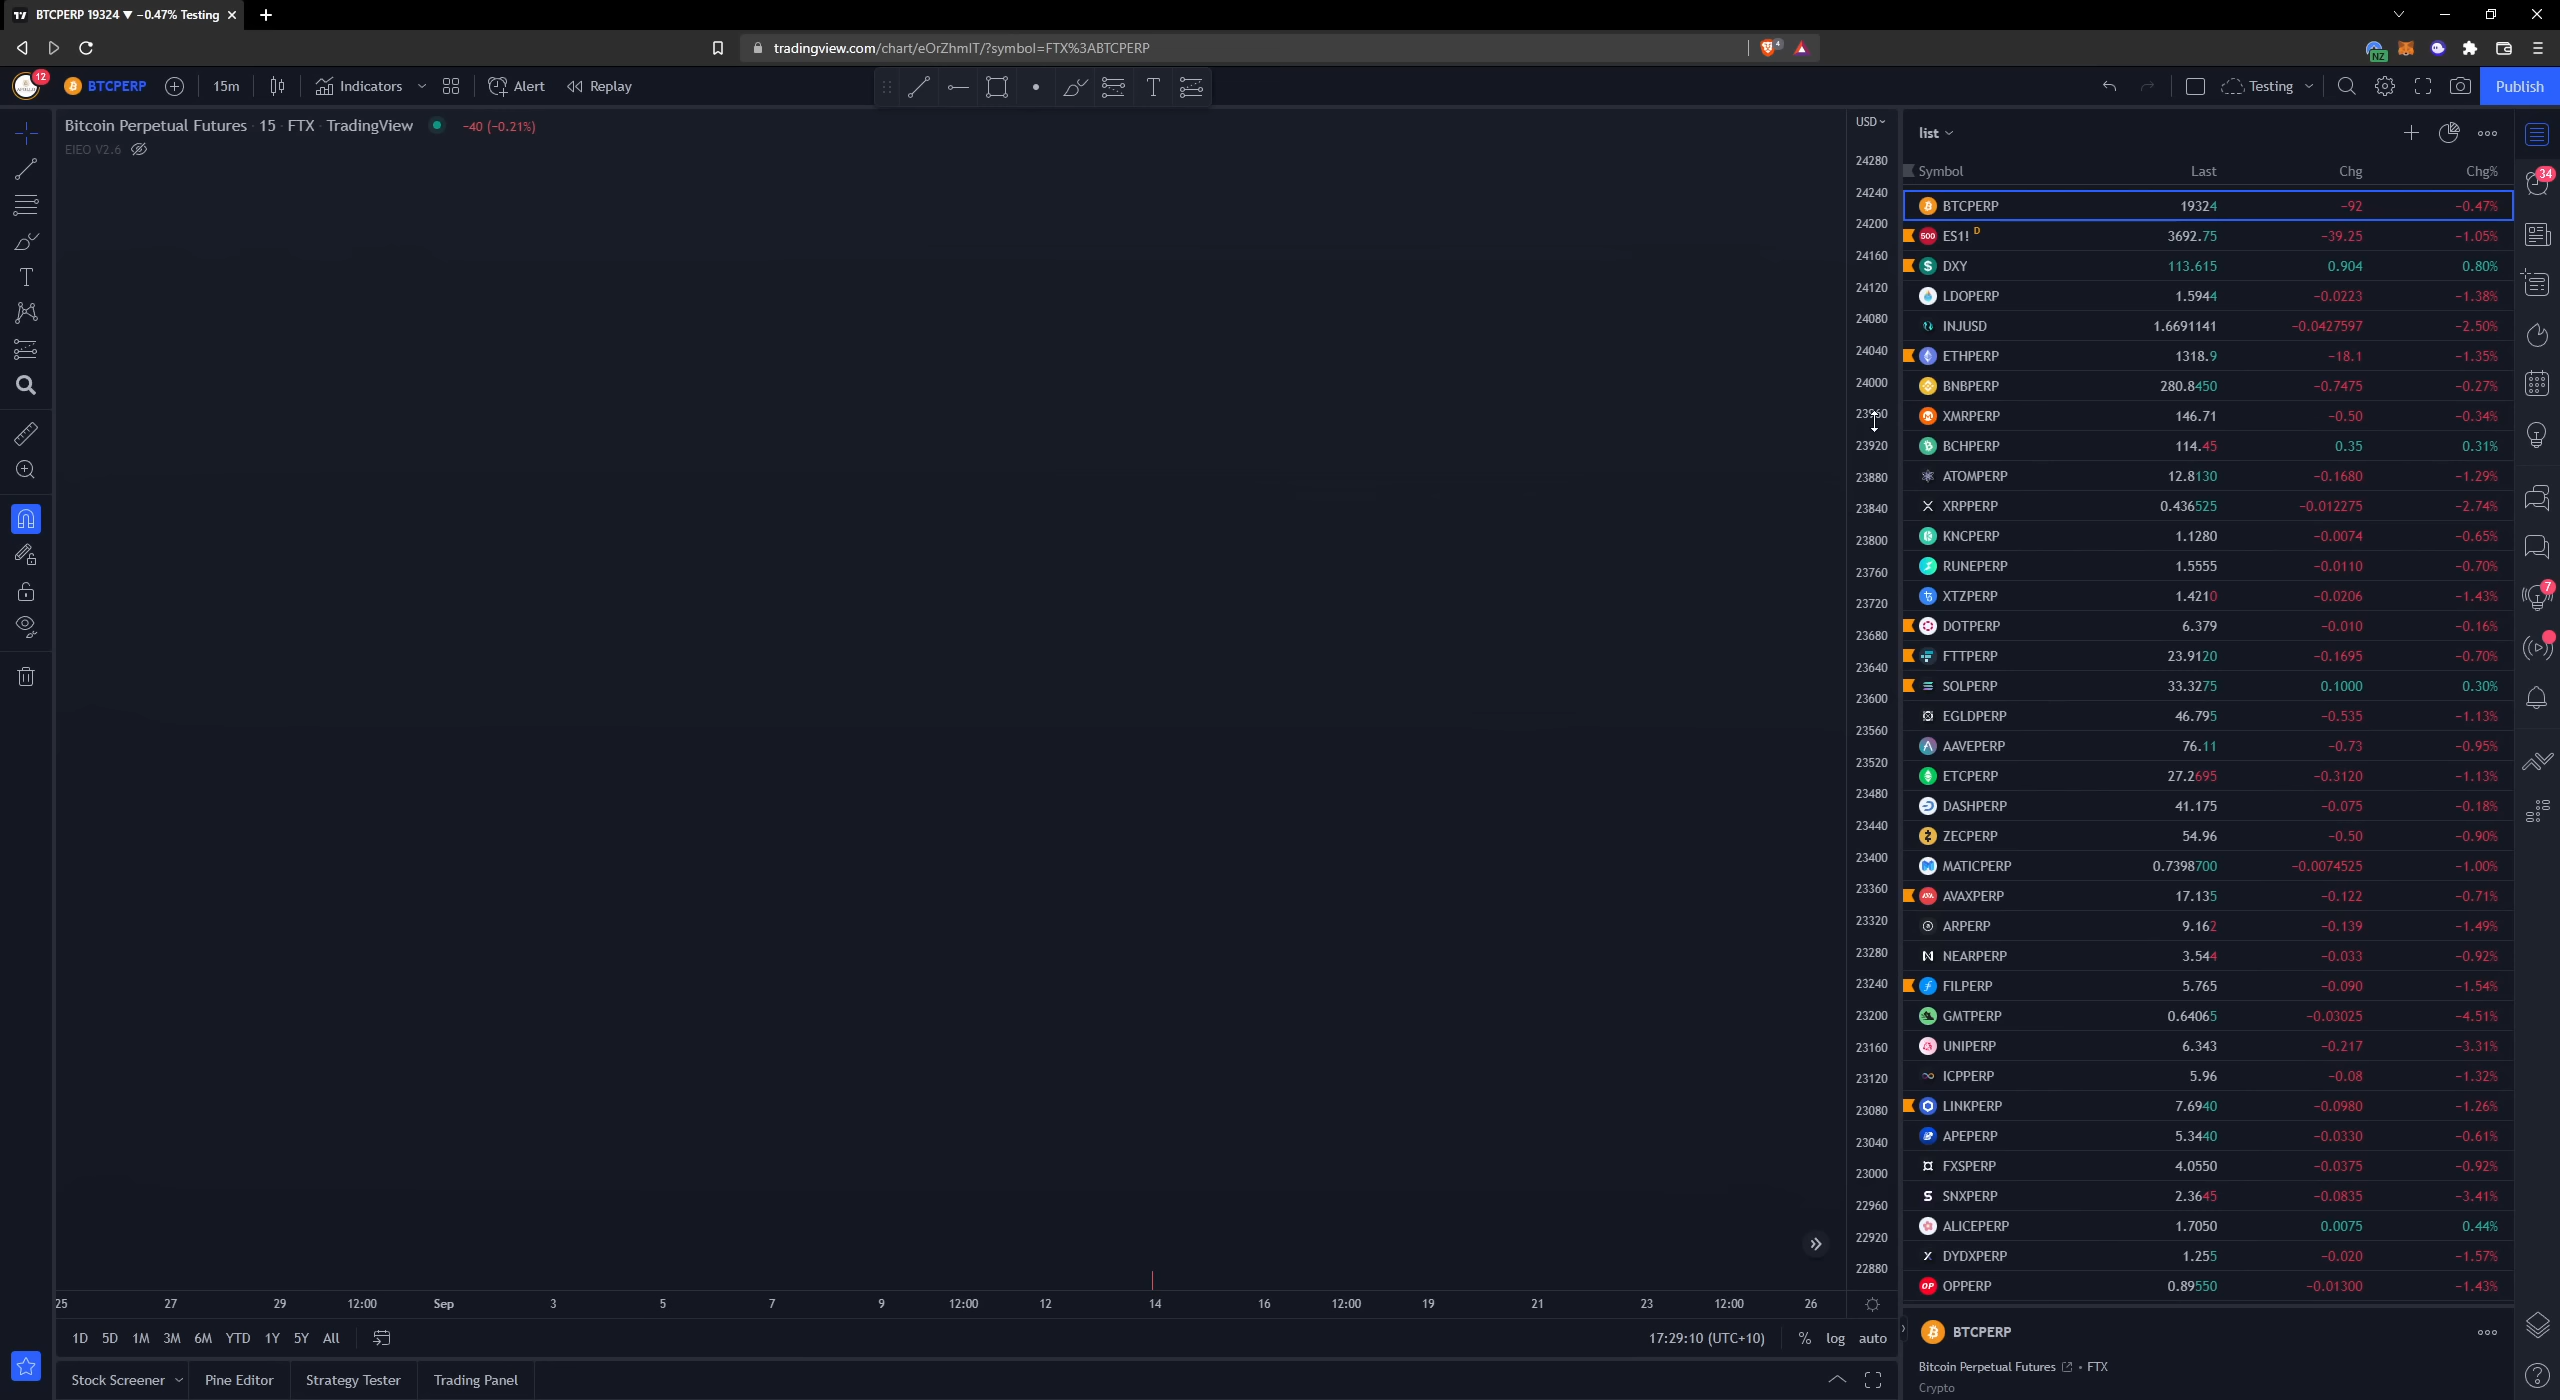 BTCPERP 19324 ▼ −0.47% Testing
tradingview.com/chart/eOrZhmIT/?symbol=FTX%3ABTCPERP
4
NZ
12
BTCPERP 15m Indicators Alert Replay Testing Publish
Bitcoin Perpetual Futures · 15 · FTX · TradingView −40 (−0.21%)
EIEO V2.6
USD
24280
24240
24200
24160
24120
24080
24040
24000
23960
23920
23880
23840
23800
23760
23720
23680
23640
23600
23560
23520
23480
23440
23400
23360
23320
23280
23240
23200
23160
23120
23080
23040
23000
22960
22920
22880
25 27 29 12:00 Sep 3 5 7 9 12:00 12 14 16 12:00 19 21 23 12:00 26
1D 5D 1M 3M 6M YTD 1Y 5Y All 17:29:10 (UTC+10) % log auto
Stock Screener Pine Editor Strategy Tester Trading Panel
list
Symbol Last Chg Chg%
BTCPERP 19324 −92 −0.47%
500 ES1! D 3692.75 −39.25 −1.05%
DXY 113.615 0.904 0.80%
LDOPERP 1.5944 −0.0223 −1.38%
INJUSD 1.6691141 −0.0427597 −2.50%
ETHPERP 1318.9 −18.1 −1.35%
BNBPERP 280.8450 −0.7475 −0.27%
XMRPERP 146.71 −0.50 −0.34%
BCHPERP 114.45 0.35 0.31%
ATOMPERP 12.8130 −0.1680 −1.29%
XRPPERP 0.436525 −0.012275 −2.74%
KNCPERP 1.1280 −0.0074 −0.65%
RUNEPERP 1.5555 −0.0110 −0.70%
XTZPERP 1.4210 −0.0206 −1.43%
DOTPERP 6.379 −0.010 −0.16%
FTTPERP 23.9120 −0.1695 −0.70%
SOLPERP 33.3275 0.1000 0.30%
EGLDPERP 46.795 −0.535 −1.13%
AAVEPERP 76.11 −0.73 −0.95%
ETCPERP 27.2695 −0.3120 −1.13%
DASHPERP 41.175 −0.075 −0.18%
ZECPERP 54.96 −0.50 −0.90%
MATICPERP 0.7398700 −0.0074525 −1.00%
AVAXPERP 17.135 −0.122 −0.71%
ARPERP 9.162 −0.139 −1.49%
NEARPERP 3.544 −0.033 −0.92%
FILPERP 5.765 −0.090 −1.54%
GMTPERP 0.64065 −0.03025 −4.51%
UNIPERP 6.343 −0.217 −3.31%
ICPPERP 5.96 −0.08 −1.32%
LINKPERP 7.6940 −0.0980 −1.26%
APEPERP 5.3440 −0.0330 −0.61%
FXSPERP 4.0550 −0.0375 −0.92%
SNXPERP 2.3645 −0.0835 −3.41%
ALICEPERP 1.7050 0.0075 0.44%
DYDXPERP 1.255 −0.020 −1.57%
OP OPPERP 0.89550 −0.01300 −1.43%
BTCPERP
Bitcoin Perpetual Futures • FTX
Crypto
34
7